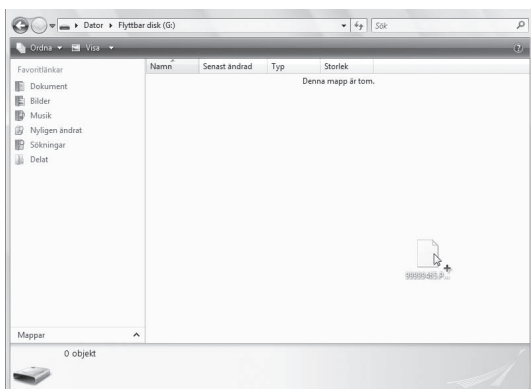 Dator ▸ Flyttbar disk (G:)
Sök
Ordna Visa
Favoritlänkar
Namn Senast ändrad Typ Storlek
Denna mapp är tom.
Dokument
Bilder
Musik
Nyligen ändrat
Sökningar
Delat
Mappar
0 objekt